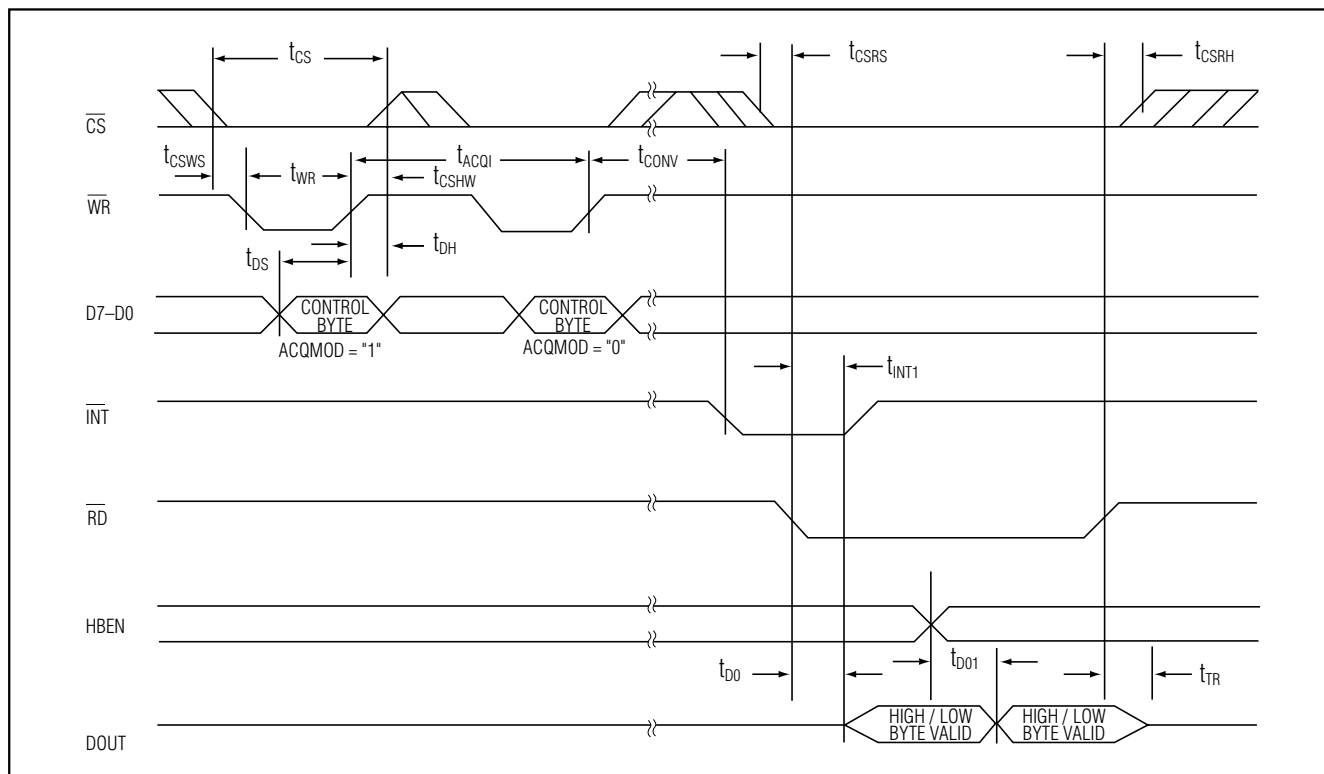 tCS
tCSRS
tCSRH
CS
tCSWS
tWR
tACQI
tCONV
tCSHW
WR
tDS
tDH
D7–D0
CONTROL
BYTE
ACQMOD = "1"
CONTROL
BYTE
ACQMOD = "0"
tINT1
INT
RD
HBEN
tD0
tD01
tTR
DOUT
HIGH / LOW
BYTE VALID
HIGH / LOW
BYTE VALID